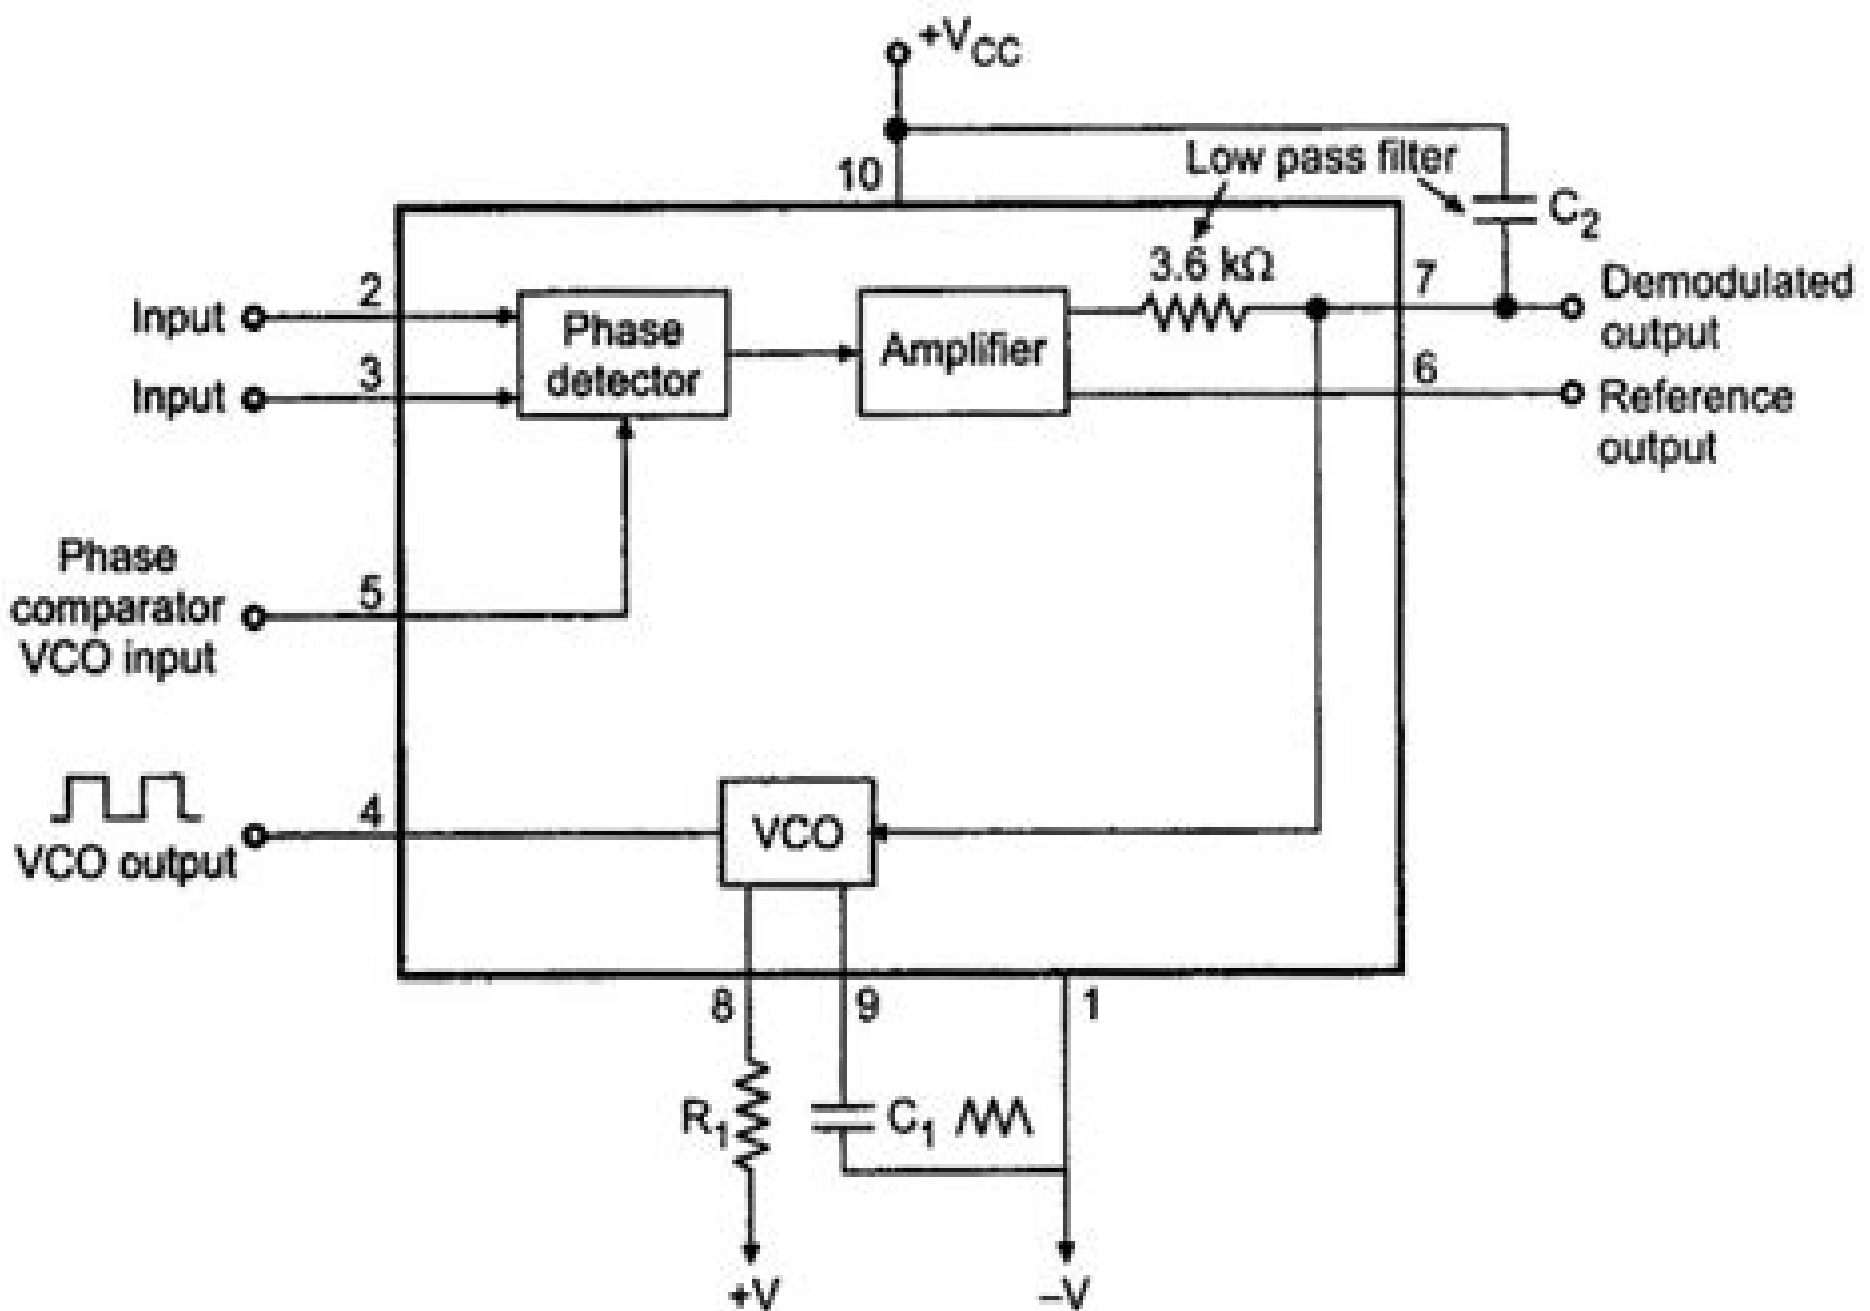 +VCC
10
Low pass filter
C2
3.6 kΩ
2
Input
Phase
detector
Amplifier
7
Demodulated
output
3
Input
6
Reference
output
Phase
comparator
VCO input
5
4
VCO output
VCO
8
9
1
R1
C1
+V
–V